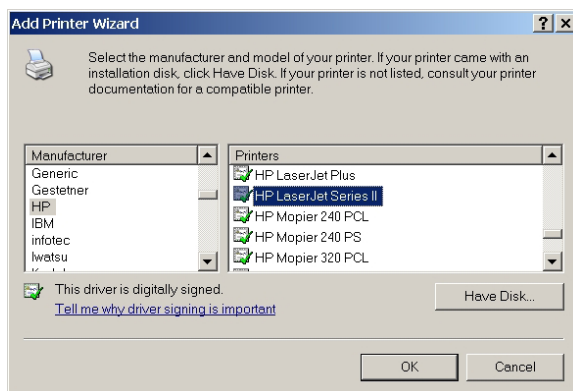 Add Printer Wizard
Select the manufacturer and model of your printer. If your printer came with an
installation disk, click Have Disk. If your printer is not listed, consult your printer
documentation for a compatible printer.
Manufacturer
Generic
Gestetner
HP
IBM
infotec
Iwatsu
Printers
HP LaserJet Plus
HP LaserJet Series II
HP Mopier 240 PCL
HP Mopier 240 PS
HP Mopier 320 PCL
This driver is digitally signed.
Tell me why driver signing is important
Have Disk...
OK
Cancel